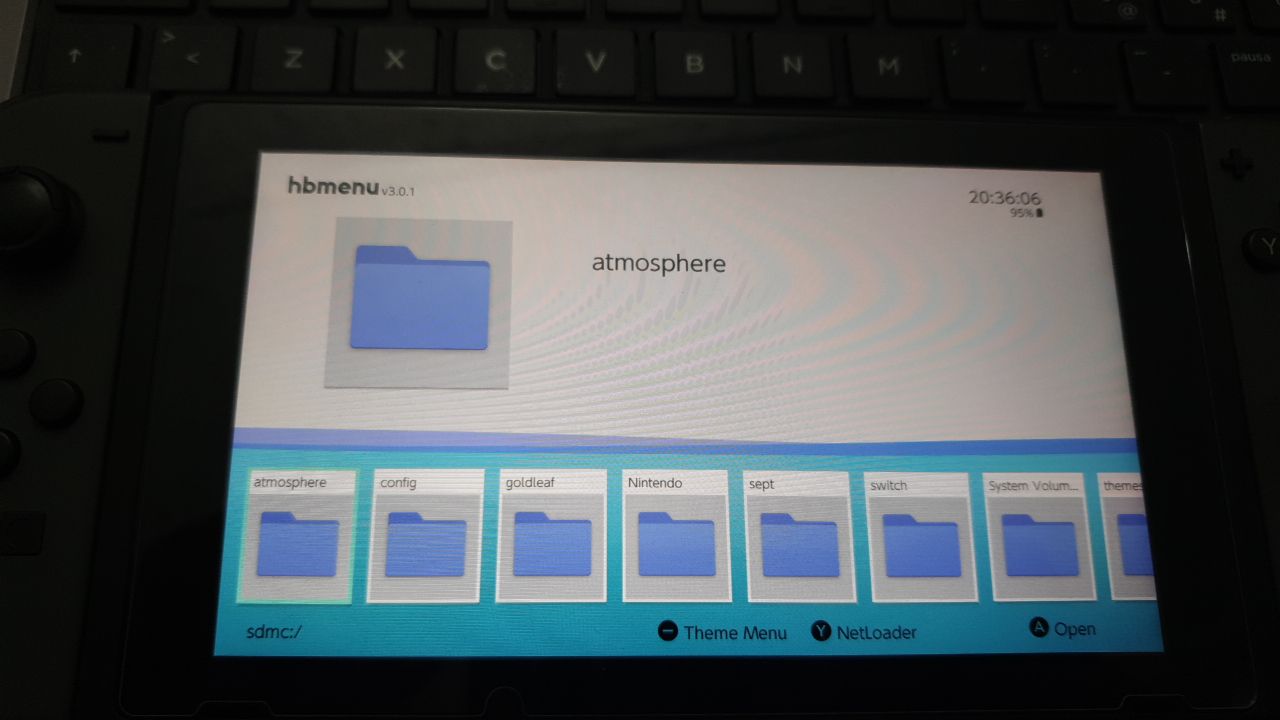 @ #
> pausa
↑ < Z X C V B N M -
hbmenu v3.0.1
20:36:06
95%
atmosphere
atmosphere config goldleaf Nintendo sept switch System Volum... themes
sdmc:/
- Theme Menu Y NetLoader A Open
Y